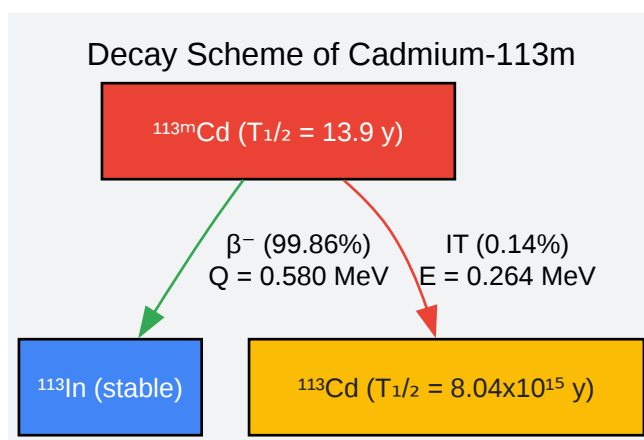 Decay Scheme of Cadmium-113m
¹¹³ᵐCd (T₁/₂ = 13.9 y)
β⁻ (99.86%)
Q = 0.580 MeV
IT (0.14%)
E = 0.264 MeV
¹¹³In (stable)
¹¹³Cd (T₁/₂ = 8.04x10¹⁵ y)